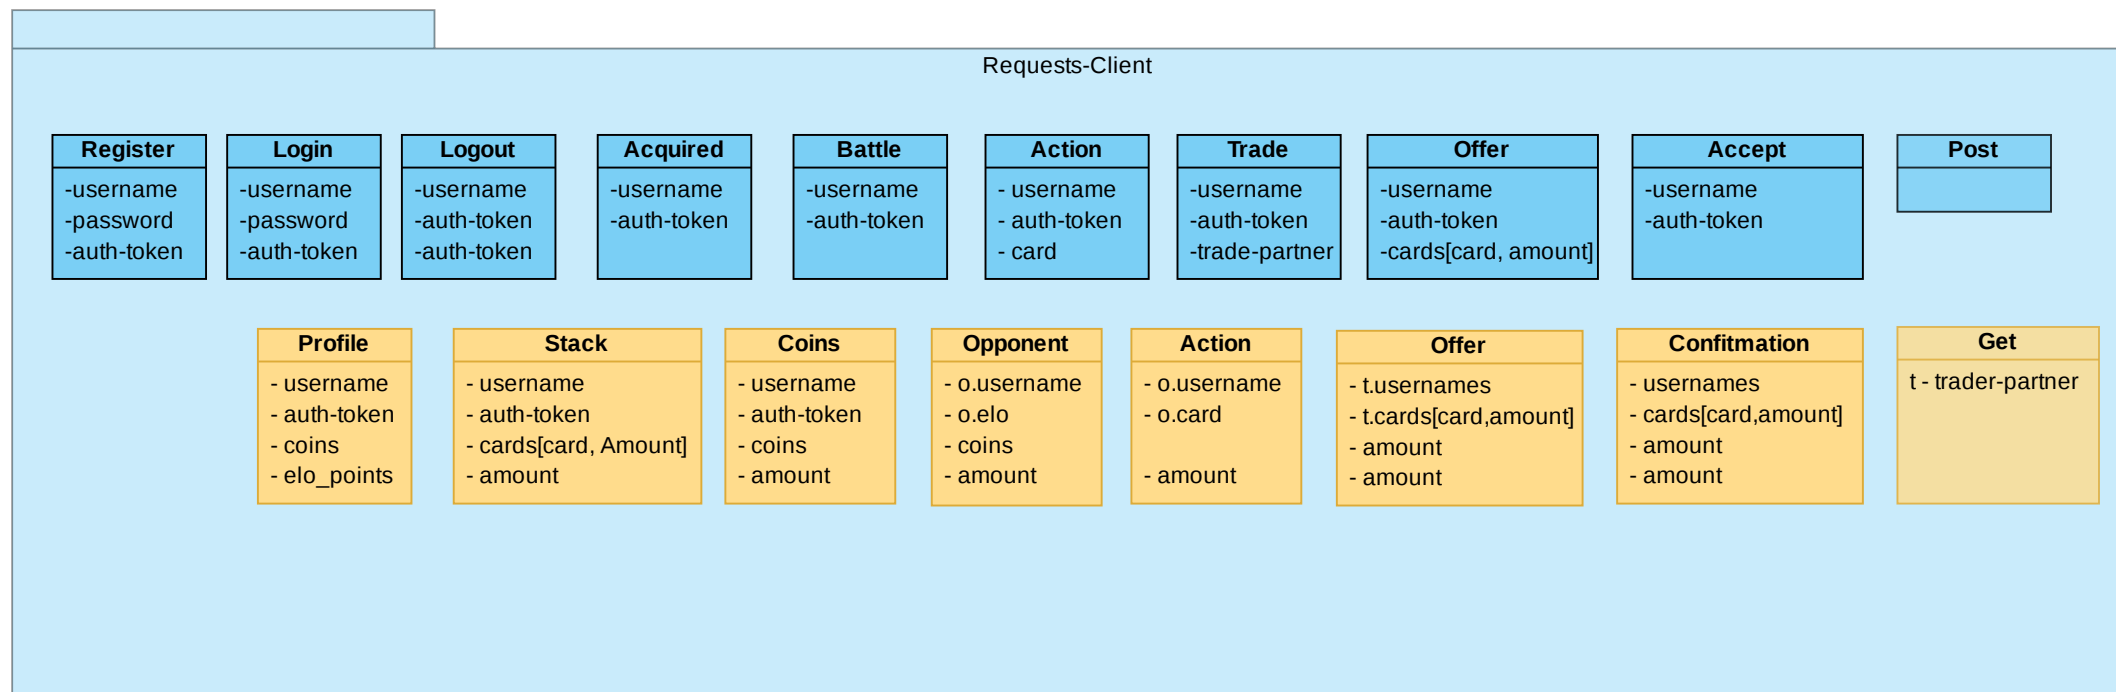 Requests-Client
Register
-username
-password
-auth-token
Login
-username
-password
-auth-token
Logout
-username
-auth-token
-auth-token
Acquired
-username
-auth-token
Battle
-username
-auth-token
Action
- username
- auth-token
- card
Trade
-username
-auth-token
-trade-partner
Offer
-username
-auth-token
-cards[card, amount]
Accept
-username
-auth-token
Post
Profile
- username
- auth-token
- coins
- elo_points
Stack
- username
- auth-token
- cards[card, Amount]
- amount
Coins
- username
- auth-token
- coins
- amount
Opponent
- o.username
- o.elo
- coins
- amount
Action
- o.username
- o.card
- amount
Offer
- t.usernames
- t.cards[card,amount]
- amount
- amount
Confitmation
- usernames
- cards[card,amount]
- amount
- amount
Get
t - trader-partner